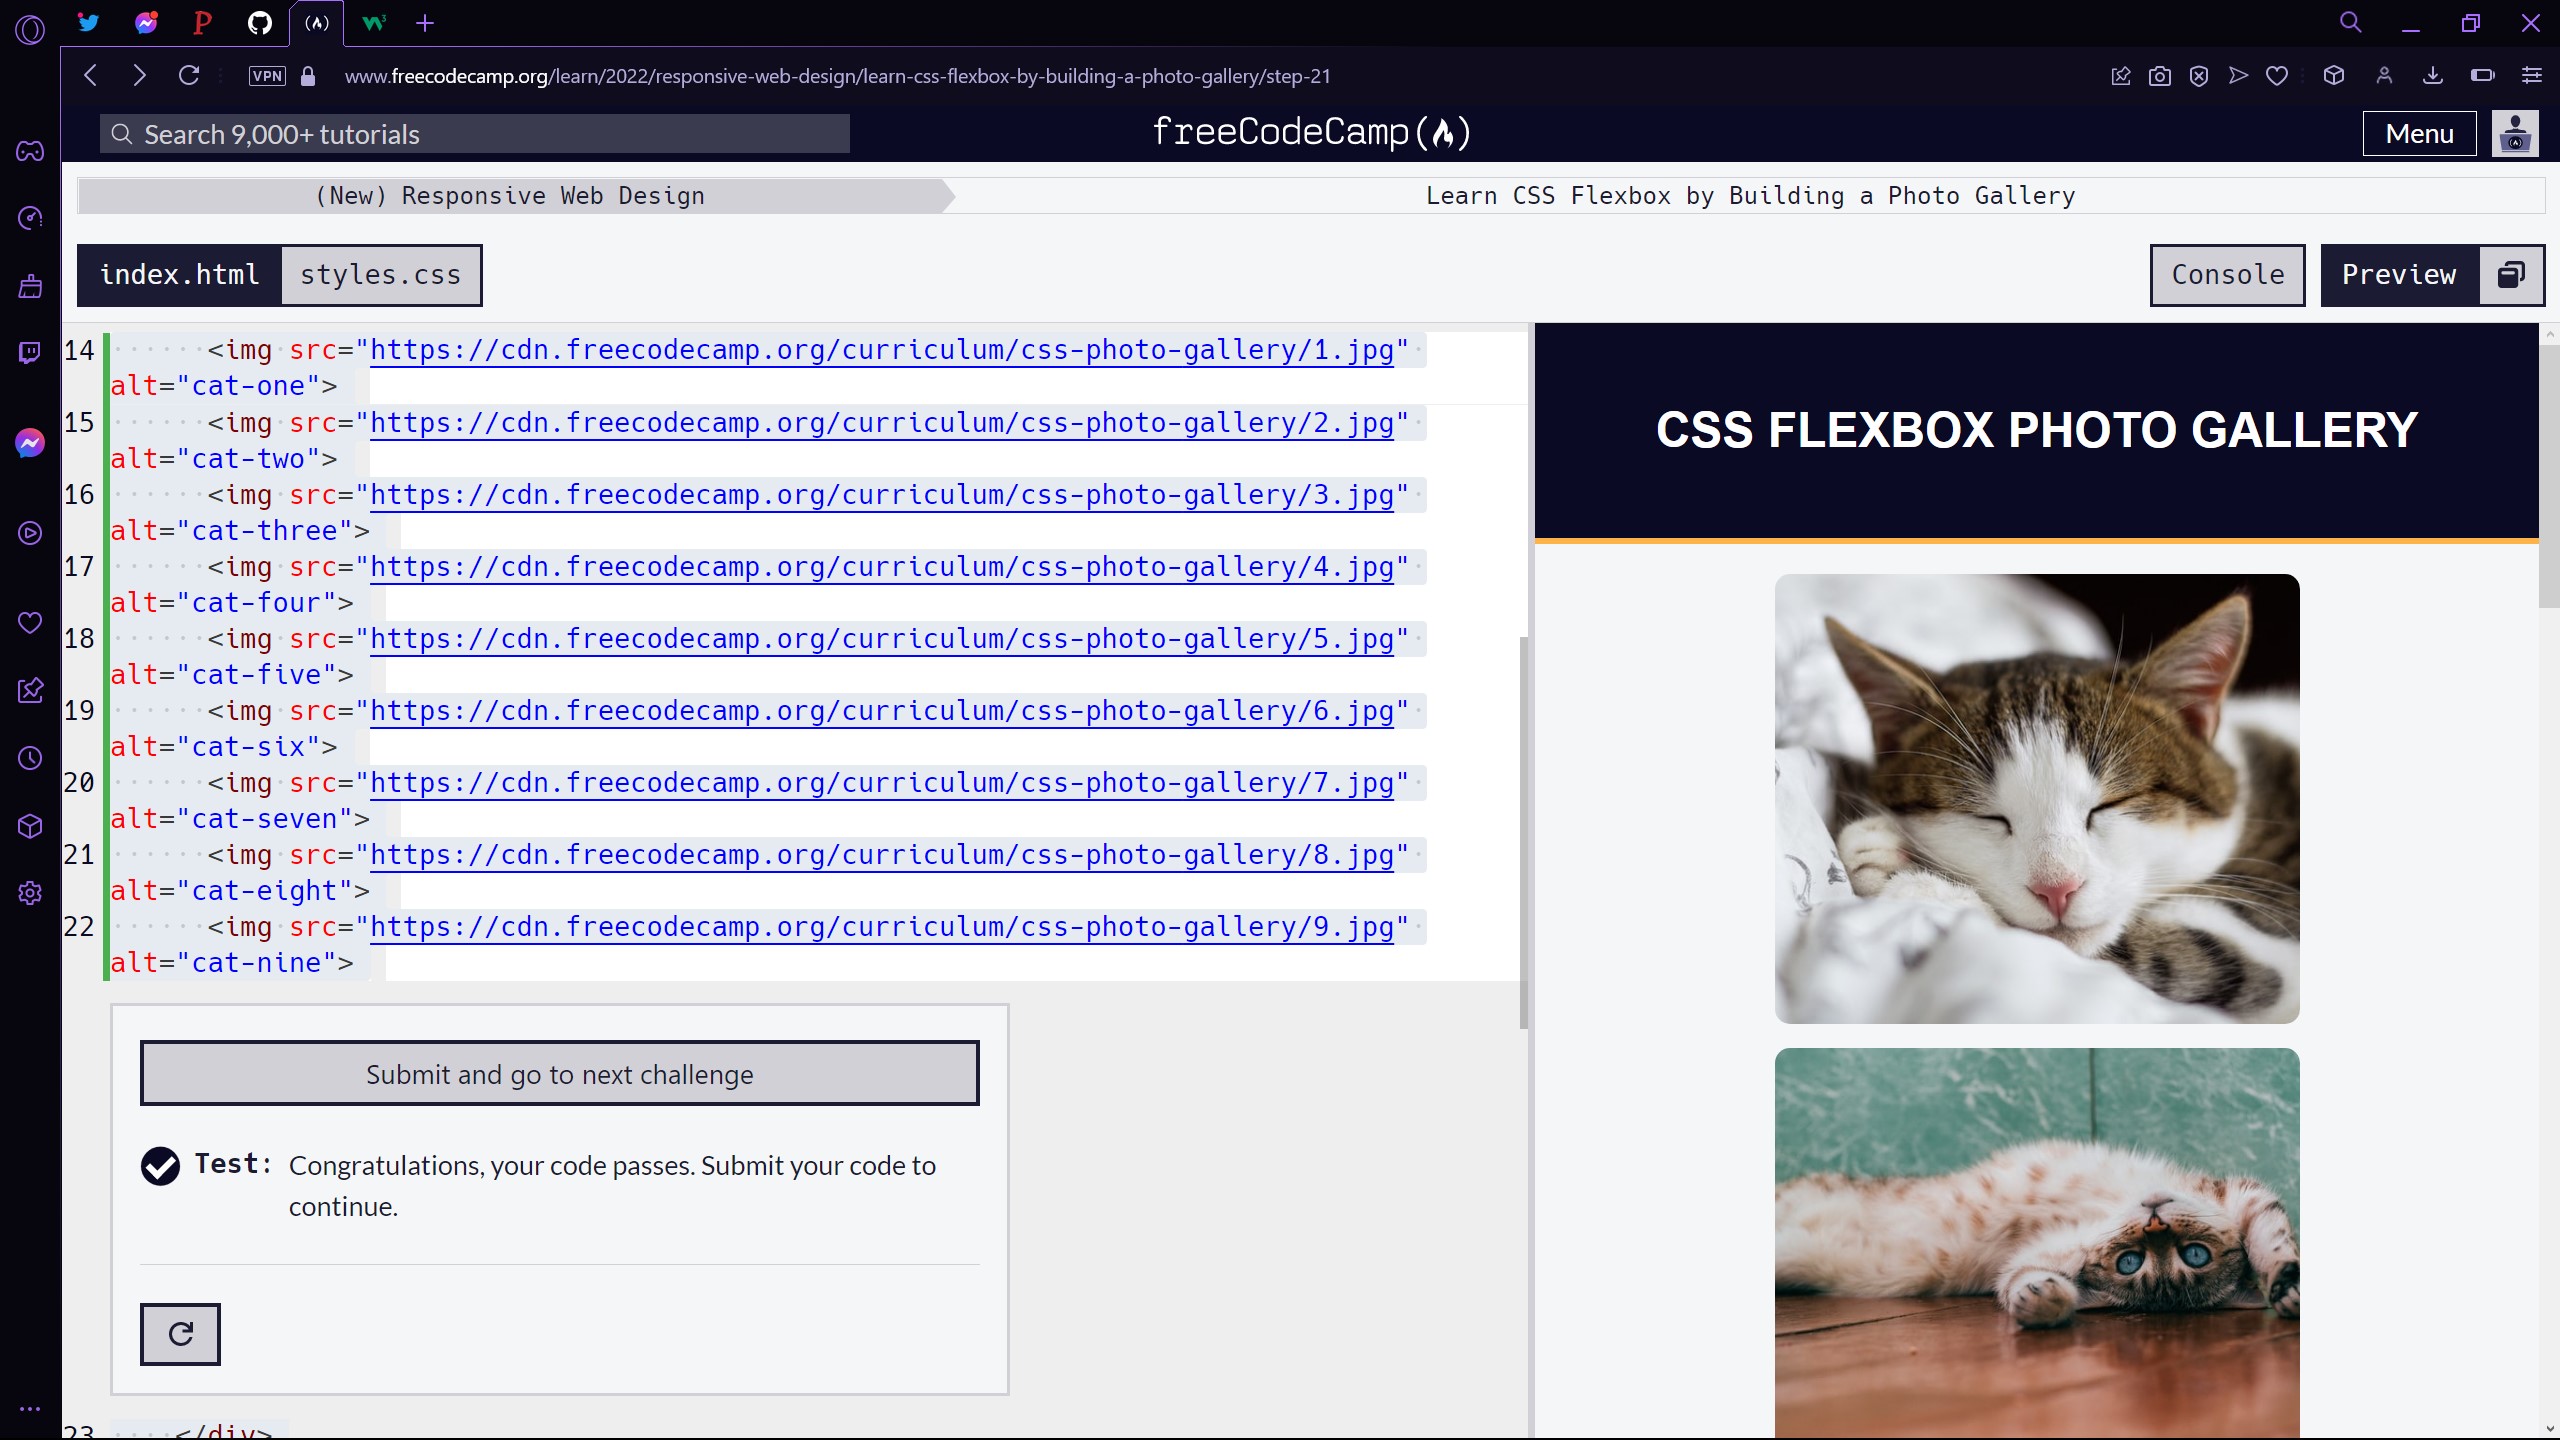 VPN www.freecodecamp.org/learn/2022/responsive-web-design/learn-css-flexbox-by-building-a-photo-gallery/step-21
Search 9,000+ tutorials
freeCodeCamp
Menu
(New) Responsive Web Design
Learn CSS Flexbox by Building a Photo Gallery
index.html
styles.css
Console
Preview
14 <img src="https://cdn.freecodecamp.org/curriculum/css-photo-gallery/1.jpg"
alt="cat-one">
15 <img src="https://cdn.freecodecamp.org/curriculum/css-photo-gallery/2.jpg"
alt="cat-two">
16 <img src="https://cdn.freecodecamp.org/curriculum/css-photo-gallery/3.jpg"
alt="cat-three">
17 <img src="https://cdn.freecodecamp.org/curriculum/css-photo-gallery/4.jpg"
alt="cat-four">
18 <img src="https://cdn.freecodecamp.org/curriculum/css-photo-gallery/5.jpg"
alt="cat-five">
19 <img src="https://cdn.freecodecamp.org/curriculum/css-photo-gallery/6.jpg"
alt="cat-six">
20 <img src="https://cdn.freecodecamp.org/curriculum/css-photo-gallery/7.jpg"
alt="cat-seven">
21 <img src="https://cdn.freecodecamp.org/curriculum/css-photo-gallery/8.jpg"
alt="cat-eight">
22 <img src="https://cdn.freecodecamp.org/curriculum/css-photo-gallery/9.jpg"
alt="cat-nine">
Submit and go to next challenge
Test: Congratulations, your code passes. Submit your code to
continue.
23 </div>
CSS FLEXBOX PHOTO GALLERY